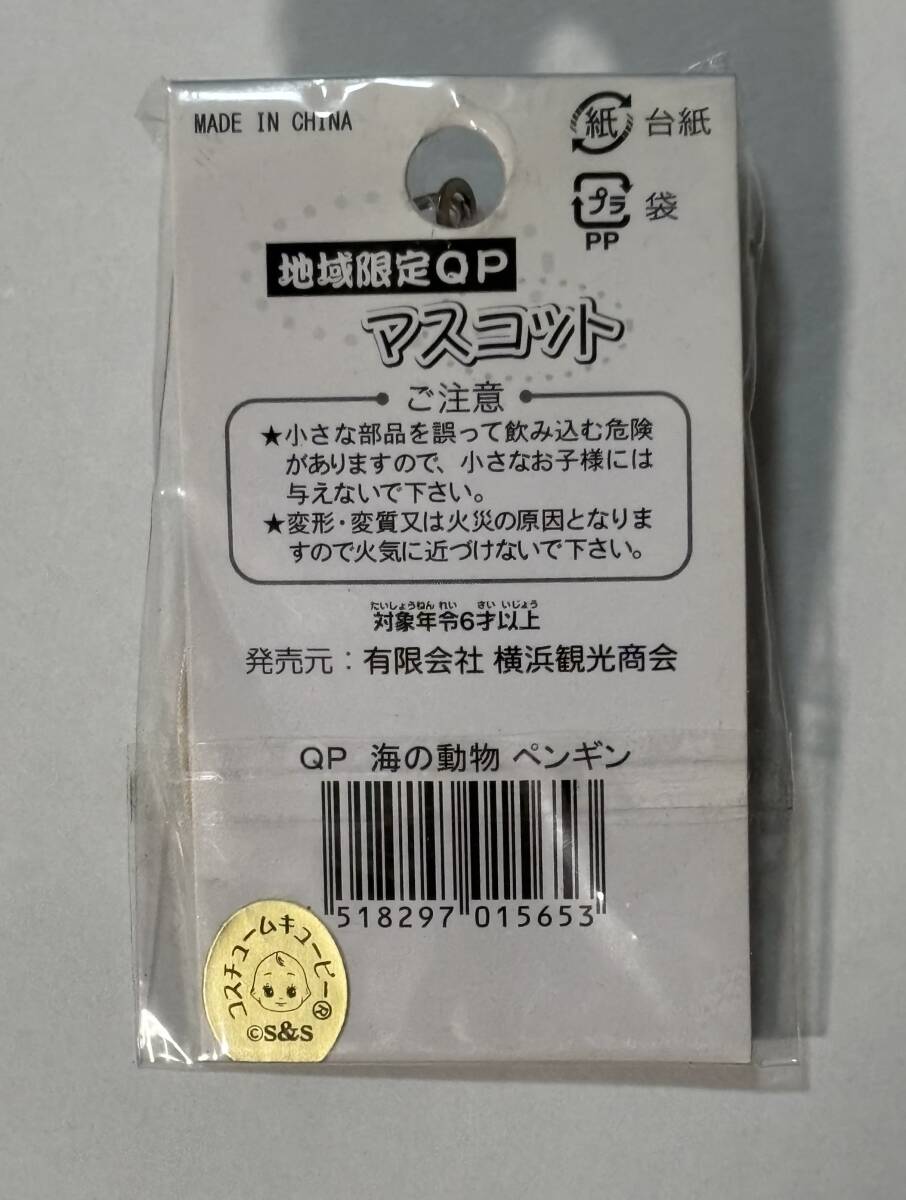 MADE IN CHINA
紙 台紙
プラ 袋
PP
地域限定QP
マスコット
ご注意
★小さな部品を誤って飲み込む危険
がありますので、小さなお子様には
与えないで下さい。
★変形・変質又は火災の原因となりま
すので火気に近づけないで下さい。
たいしょうねんれい さい いじょう
対象年令6才以上
発売元：有限会社 横浜観光商会
QP 海の動物 ペンギン
518297 015653
コスチュームキューピー®
©S&S